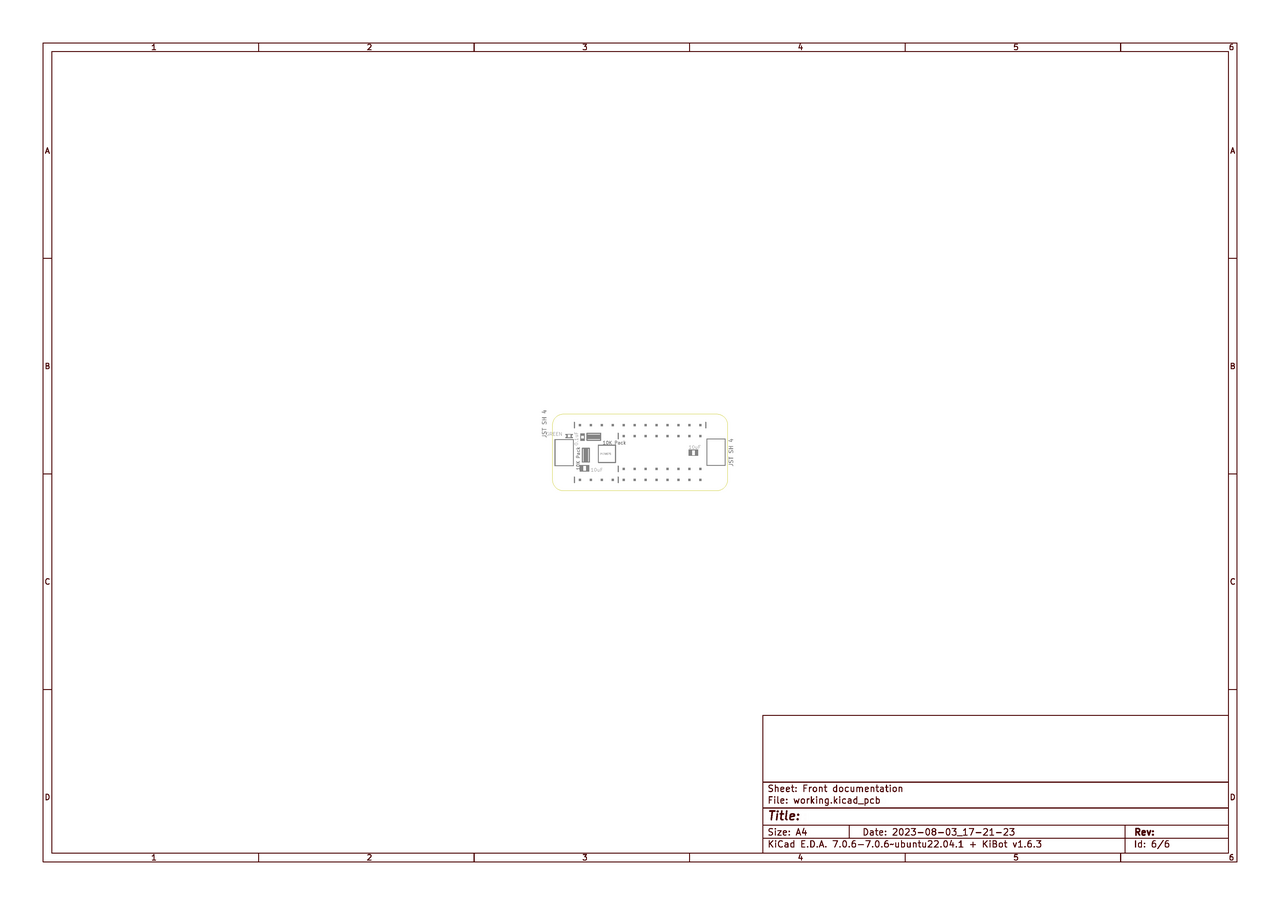 1 2 3 4 5 6
A A
B B
JST SH 4
10K Pack
10uF
JST SH 4
10K Pack
10uF
C C
Sheet: Front documentation
File: working.kicad_pcb
D D
Title:
Size: A4 Date: 2023-08-03_17-21-23 Rev:
KiCad E.D.A. 7.0.6-7.0.6~ubuntu22.04.1 + KiBot v1.6.3 Id: 6/6
1 2 3 4 5 6